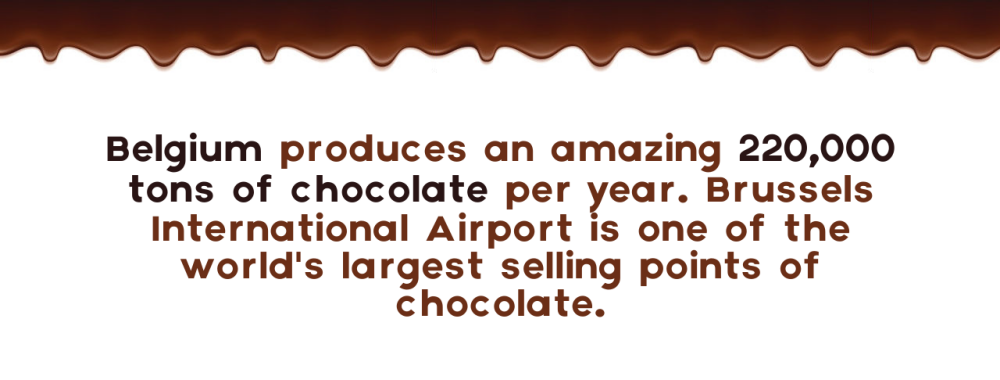 Belgium produces an amazing 220,000
tons of chocolate per year. Brussels
International Airport is one of the
world's largest selling points of
chocolate.